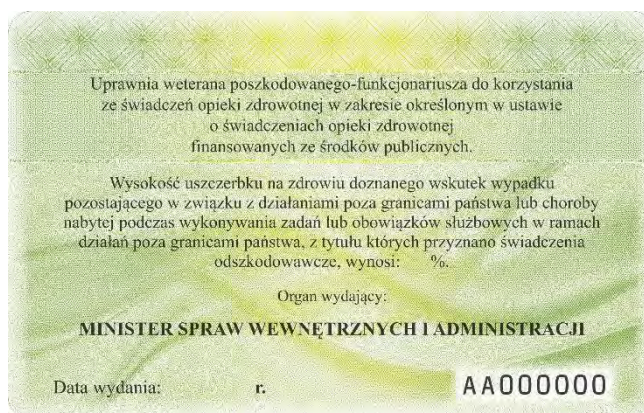 Uprawnia weterana poszkodowanego-funkcjonariusza do korzystania
ze świadczeń opieki zdrowotnej w zakresie określonym w ustawie
o świadczeniach opieki zdrowotnej
finansowanych ze środków publicznych.
Wysokość uszczerbku na zdrowiu doznanego wskutek wypadku
pozostającego w związku z działaniami poza granicami państwa lub choroby
nabytej podczas wykonywania zadań lub obowiązków służbowych w ramach
działań poza granicami państwa, z tytułu których przyznano świadczenia
odszkodowawcze, wynosi: %.
Organ wydający:
MINISTER SPRAW WEWNĘTRZNYCH I ADMINISTRACJI
Data wydania: r. AA000000